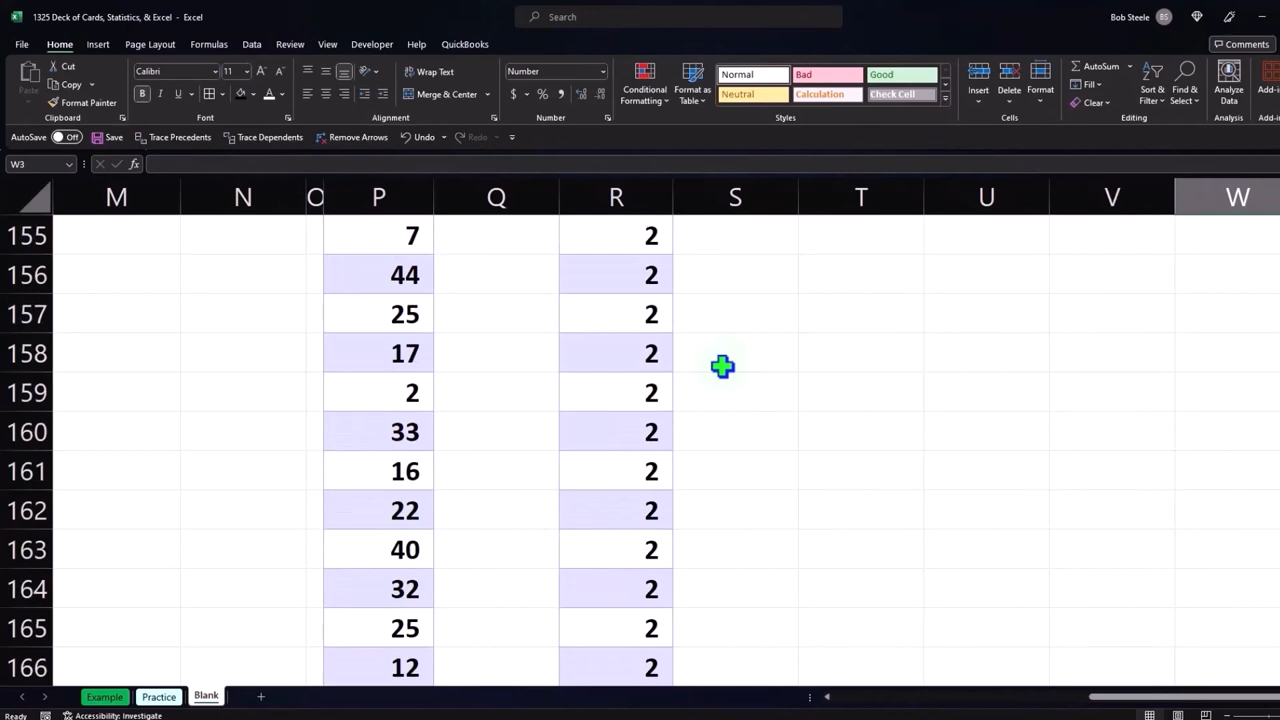 1325 Deck of Cards, Statistics, & Excel - Excel
Search
Bob Steele
BS
File Home Insert Page Layout Formulas Data Review View Developer Help QuickBooks
Comments
Paste
Cut
Copy
Format Painter
Clipboard
Calibri
11
B I U
Font
Wrap Text
Merge & Center
Alignment
Number
$ % 9
Number
Conditional Formatting
Format as Table
Normal Bad Good
Neutral Calculation Check Cell
Styles
Insert Delete Format
Cells
AutoSum
Fill
Clear
Sort & Filter
Find & Select
Editing
Analyze Data
Analysis
Add-in
AutoSave Off Save Trace Precedents Trace Dependents Remove Arrows Undo Redo
W3
fx
M N O P Q R S T U V W
155 7 2
156 44 2
157 25 2
158 17 2
159 2 2
160 33 2
161 16 2
162 22 2
163 40 2
164 32 2
165 25 2
166 12 2
Example Practice Blank
Ready
Accessibility: Investigate